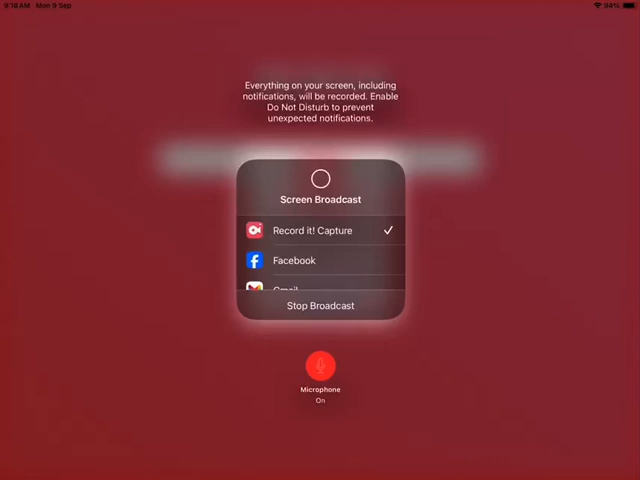 9:18 AM Mon 9 Sep
94%
Everything on your screen, including
notifications, will be recorded. Enable
Do Not Disturb to prevent
unexpected notifications.
Screen Broadcast
Record it! Capture
Facebook
Gmail
Stop Broadcast
Microphone
On